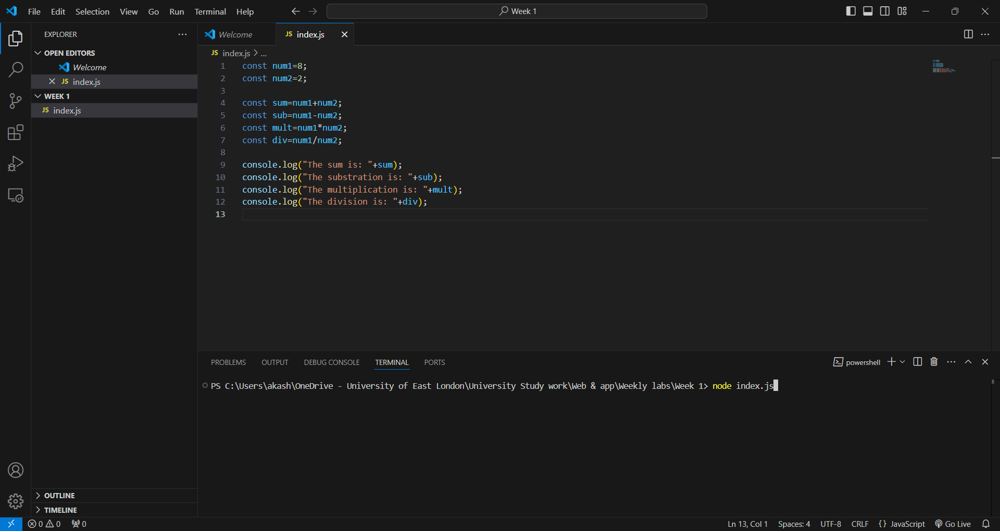 File Edit Selection View Go Run Terminal Help
Week 1
EXPLORER
OPEN EDITORS
Welcome
JS index.js
WEEK 1
JS index.js
OUTLINE
TIMELINE
Welcome
JS index.js
JS index.js > ...
1 const num1=8;
2 const num2=2;
3
4 const sum=num1+num2;
5 const sub=num1-num2;
6 const mult=num1*num2;
7 const div=num1/num2;
8
9 console.log("The sum is: "+sum);
10 console.log("The substration is: "+sub);
11 console.log("The multiplication is: "+mult);
12 console.log("The division is: "+div);
13
PROBLEMS OUTPUT DEBUG CONSOLE TERMINAL PORTS
powershell
PS C:\Users\akash\OneDrive - University of East London\University Study work\Web & app\Weekly labs\Week 1> node index.js
0 0 0
Ln 13, Col 1 Spaces: 4 UTF-8 CRLF {} JavaScript Go Live